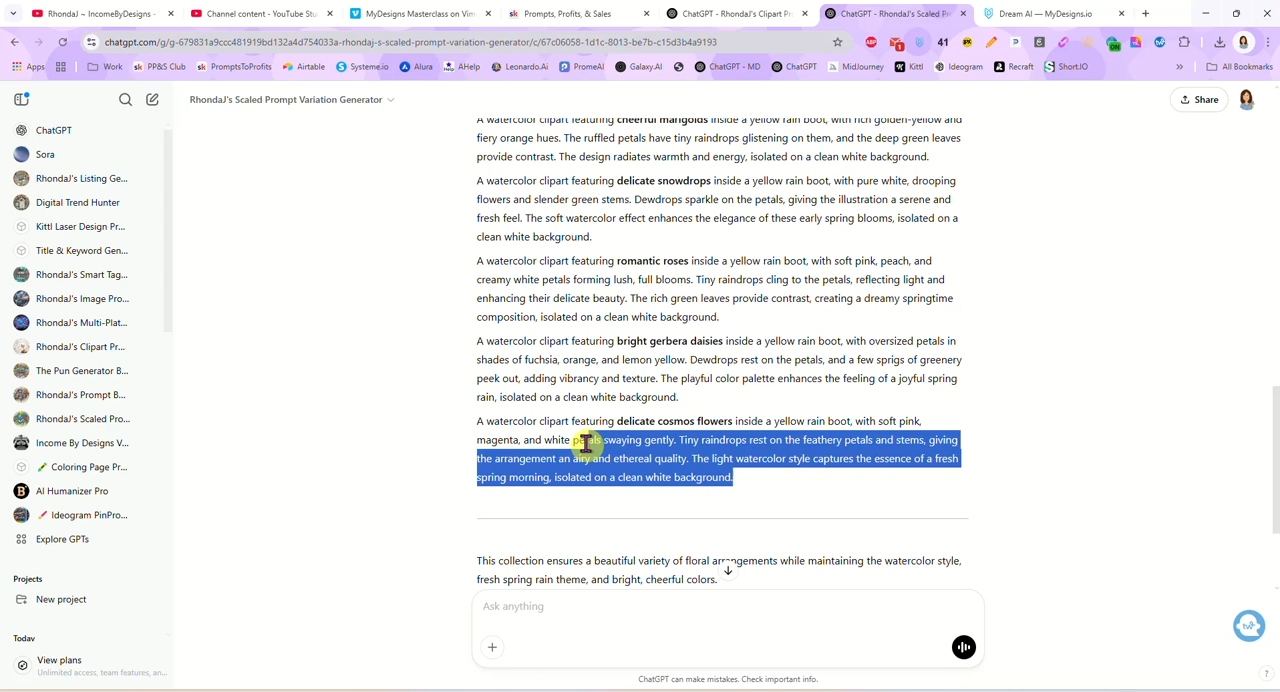 RhondaJ ~ IncomeByDesigns -
Channel content - YouTube Stu
MyDesigns Masterclass on Vim
Prompts, Profits, & Sales
ChatGPT - RhondaJ's Clipart Pr
ChatGPT - RhondaJ's Scaled Pr
Dream AI — MyDesigns.io
chatgpt.com/g/g-679831a9ccc481919bd132a4d754033a-rhondaj-s-scaled-prompt-variation-generator/c/67c06058-1d1c-8013-be7b-c15d3b4a9193
Apps
Work
PP&S Club
PromptsToProfits
Airtable
Systeme.io
Alura
AHelp
Leonardo.Ai
PromeAI
Galaxy.AI
ChatGPT - MD
ChatGPT
MidJourney
Kittl
Ideogram
Recraft
Short.IO
All Bookmarks
RhondaJ's Scaled Prompt Variation Generator
Share
ChatGPT
Sora
RhondaJ's Listing Ge...
Digital Trend Hunter
Kittl Laser Design Pr...
Title & Keyword Gen...
RhondaJ's Smart Tag...
RhondaJ's Image Pro...
RhondaJ's Multi-Plat...
RhondaJ's Clipart Pr...
The Pun Generator B...
RhondaJ's Prompt B...
RhondaJ's Scaled Pro...
Income By Designs V...
Coloring Page Pr...
AI Humanizer Pro
Ideogram PinPro...
Explore GPTs
Projects
New project
Today
View plans
Unlimited access, team features, an...
A watercolor clipart featuring cheerful marigolds inside a yellow rain boot, with rich golden-yellow and
fiery orange hues. The ruffled petals have tiny raindrops glistening on them, and the deep green leaves
provide contrast. The design radiates warmth and energy, isolated on a clean white background.
A watercolor clipart featuring delicate snowdrops inside a yellow rain boot, with pure white, drooping
flowers and slender green stems. Dewdrops sparkle on the petals, giving the illustration a serene and
fresh feel. The soft watercolor effect enhances the elegance of these early spring blooms, isolated on a
clean white background.
A watercolor clipart featuring romantic roses inside a yellow rain boot, with soft pink, peach, and
creamy white petals forming lush, full blooms. Tiny raindrops cling to the petals, reflecting light and
enhancing their delicate beauty. The rich green leaves provide contrast, creating a dreamy springtime
composition, isolated on a clean white background.
A watercolor clipart featuring bright gerbera daisies inside a yellow rain boot, with oversized petals in
shades of fuchsia, orange, and lemon yellow. Dewdrops rest on the petals, and a few sprigs of greenery
peek out, adding vibrancy and texture. The playful color palette enhances the feeling of a joyful spring
rain, isolated on a clean white background.
A watercolor clipart featuring delicate cosmos flowers inside a yellow rain boot, with soft pink,
magenta, and white petals swaying gently. Tiny raindrops rest on the feathery petals and stems, giving
the arrangement an airy and ethereal quality. The light watercolor style captures the essence of a fresh
spring morning, isolated on a clean white background.
This collection ensures a beautiful variety of floral arrangements while maintaining the watercolor style,
fresh spring rain theme, and bright, cheerful colors.
Ask anything
ChatGPT can make mistakes. Check important info.